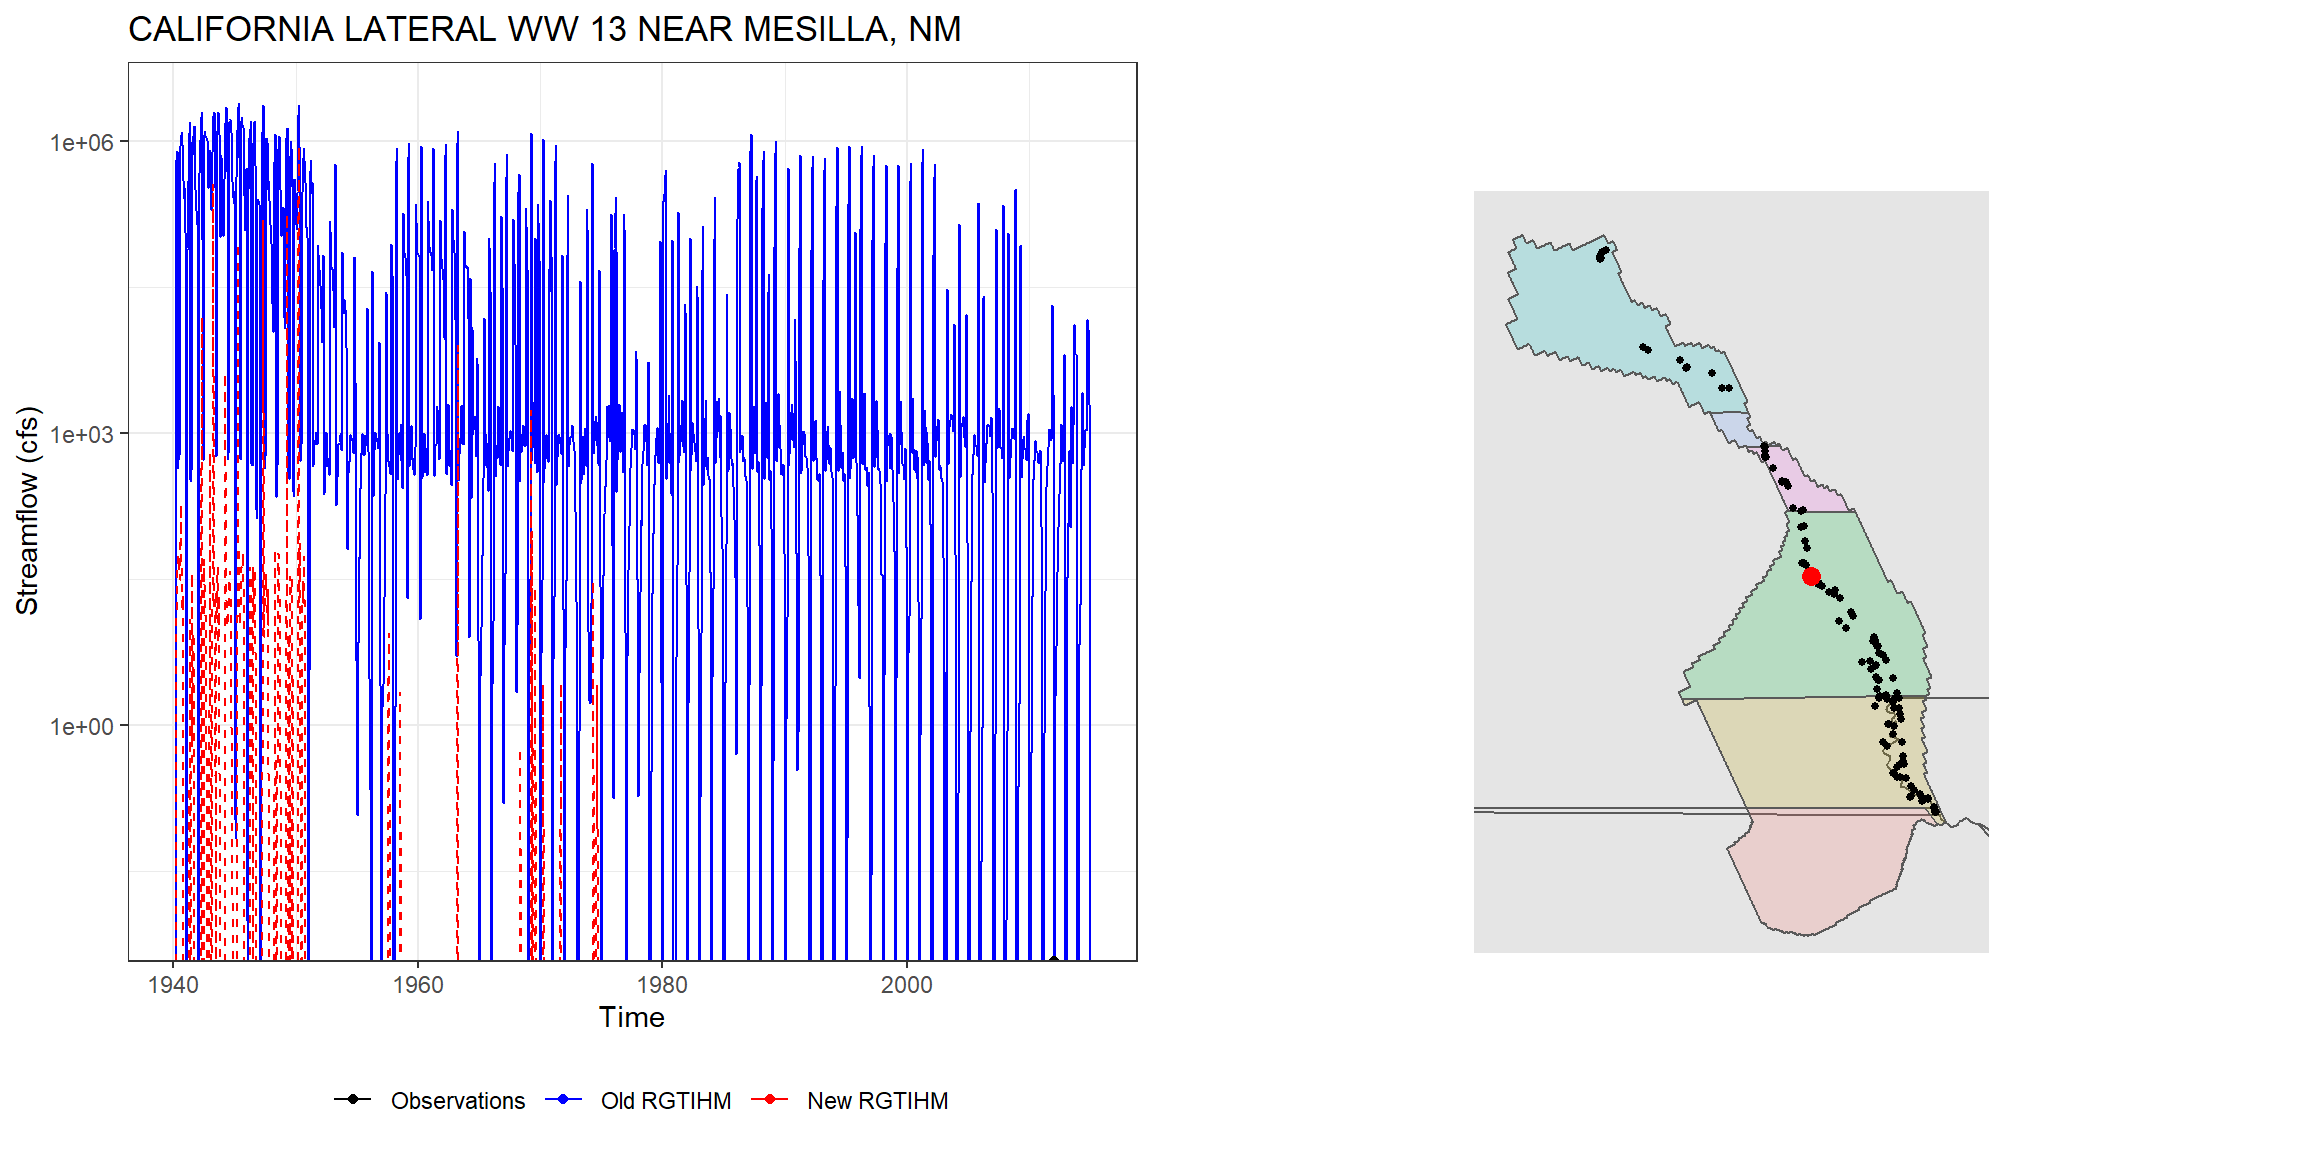 CALIFORNIA LATERAL WW 13 NEAR MESILLA, NM
1e+06
1e+03
1e+00
Streamflow (cfs)
1940 1960 1980 2000
Time
Observations Old RGTIHM New RGTIHM